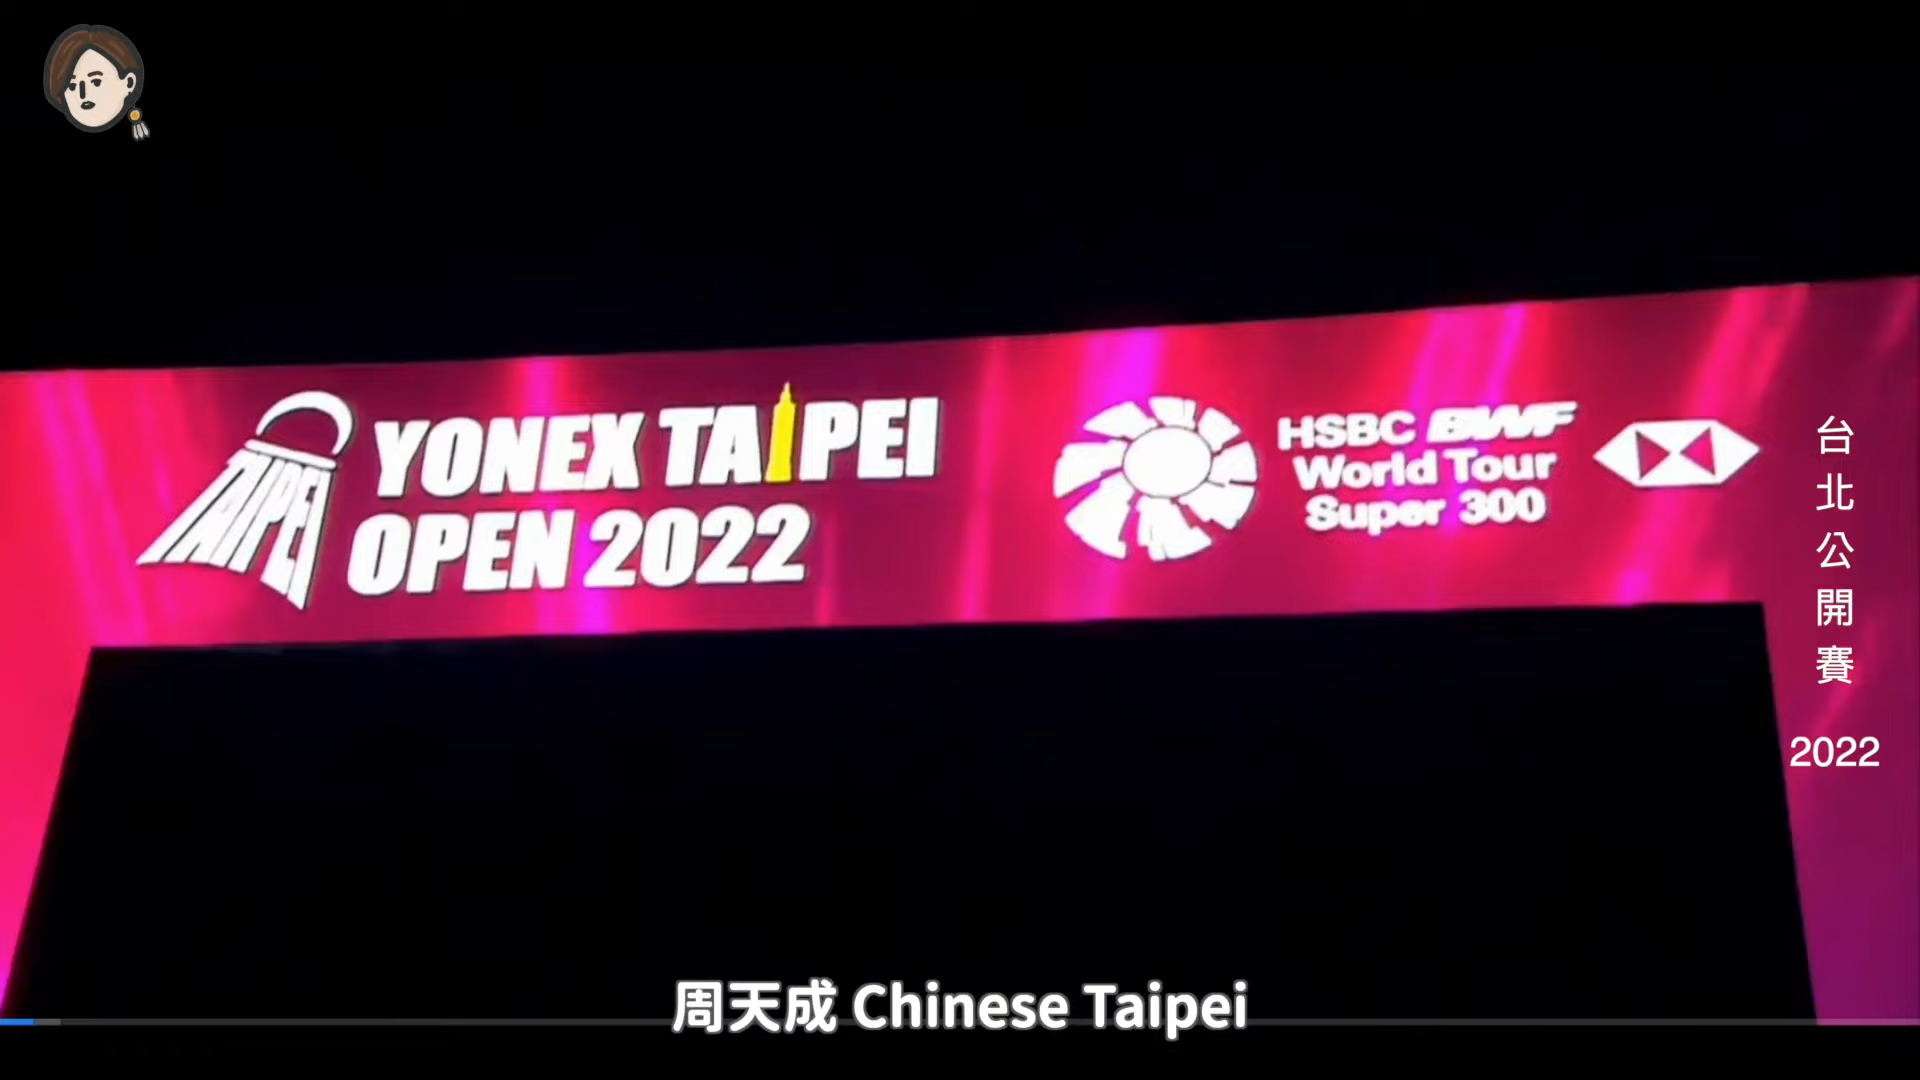 TAIPEI
YONEX TAIPEI
OPEN 2022
HSBC BWF
World Tour
Super 300
台北公開賽
2022
周天成 Chinese Taipei